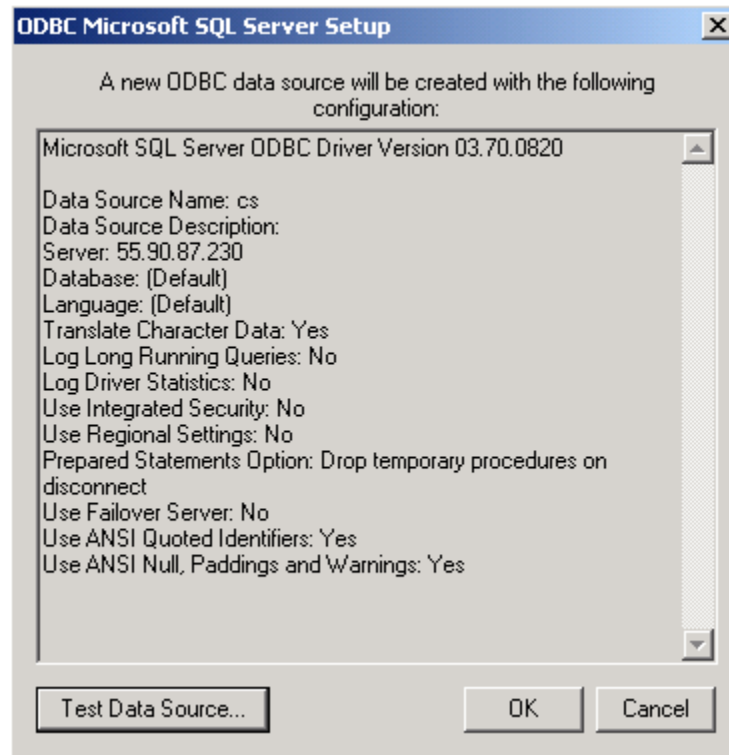 ODBC Microsoft SQL Server Setup
A new ODBC data source will be created with the following
configuration:
Microsoft SQL Server ODBC Driver Version 03.70.0820
Data Source Name: cs
Data Source Description:
Server: 55.90.87.230
Database: (Default)
Language: (Default)
Translate Character Data: Yes
Log Long Running Queries: No
Log Driver Statistics: No
Use Integrated Security: No
Use Regional Settings: No
Prepared Statements Option: Drop temporary procedures on
disconnect
Use Failover Server: No
Use ANSI Quoted Identifiers: Yes
Use ANSI Null, Paddings and Warnings: Yes
Test Data Source... OK Cancel